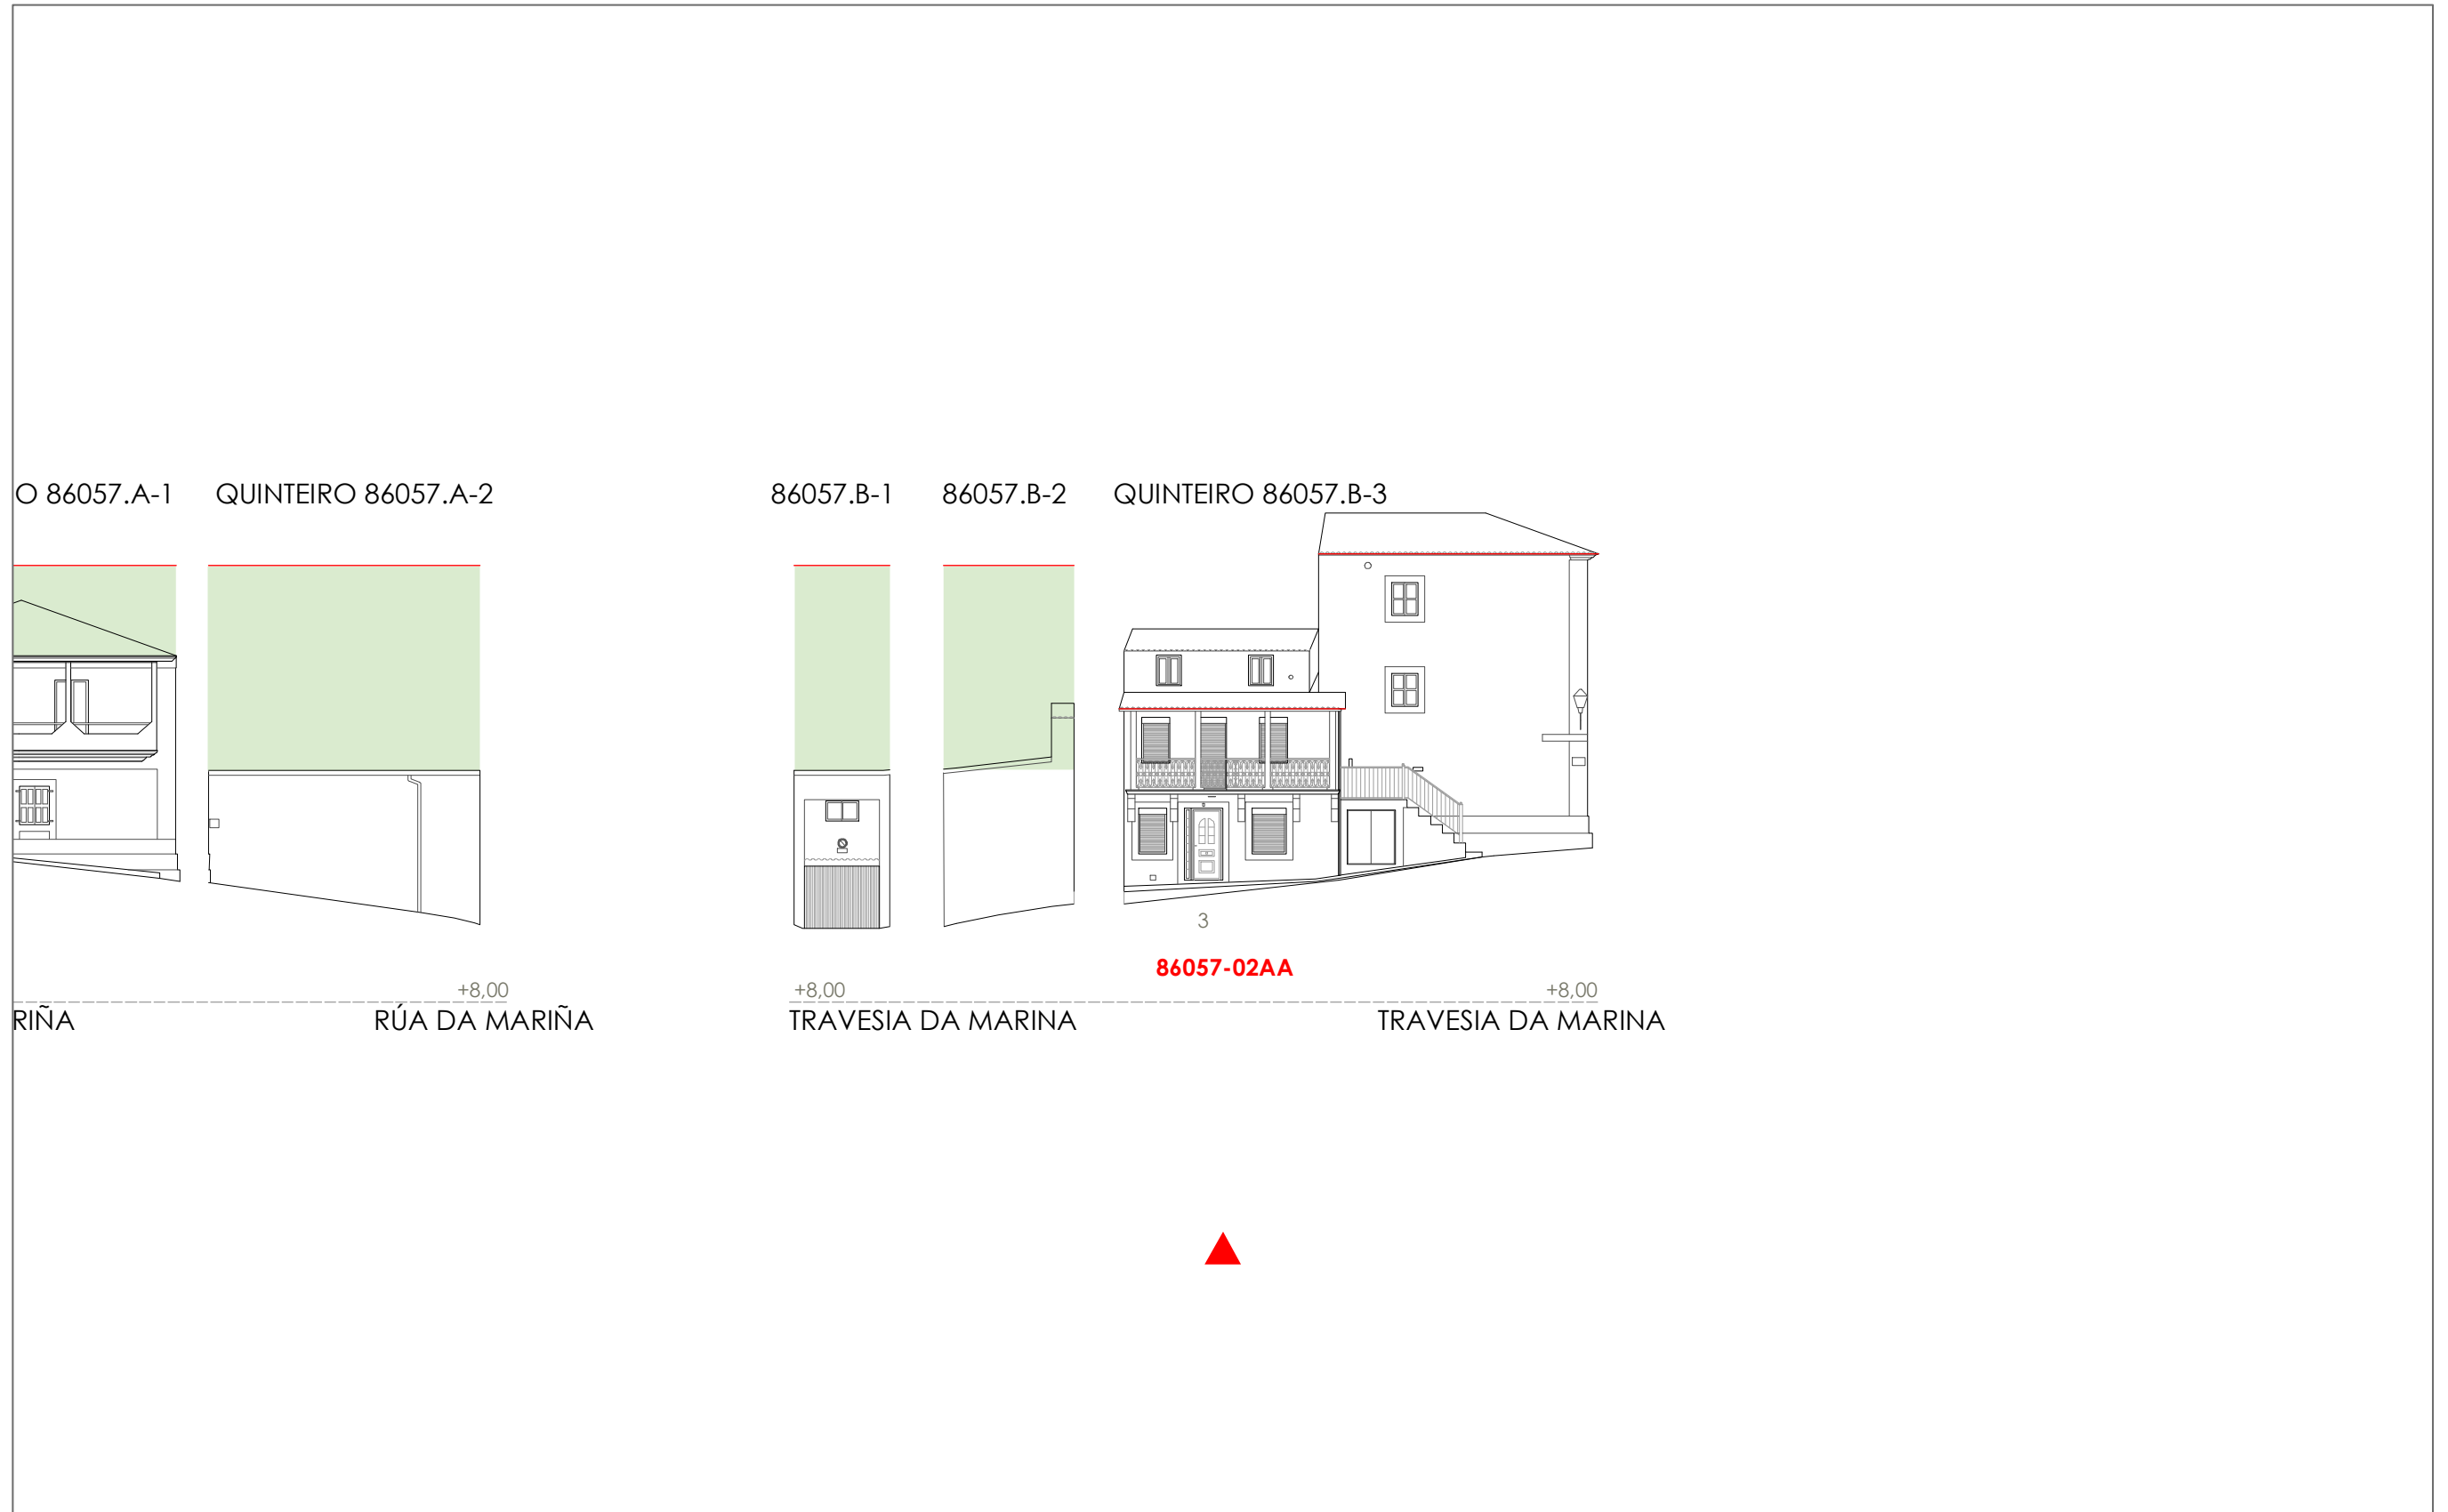 O 86057.A-1 QUINTEIRO 86057.A-2 86057.B-1 86057.B-2 QUINTEIRO 86057.B-3
3
86057-02AA
+8,00 +8,00 +8,00
RIÑA RÚA DA MARIÑA TRAVESIA DA MARINA TRAVESIA DA MARINA